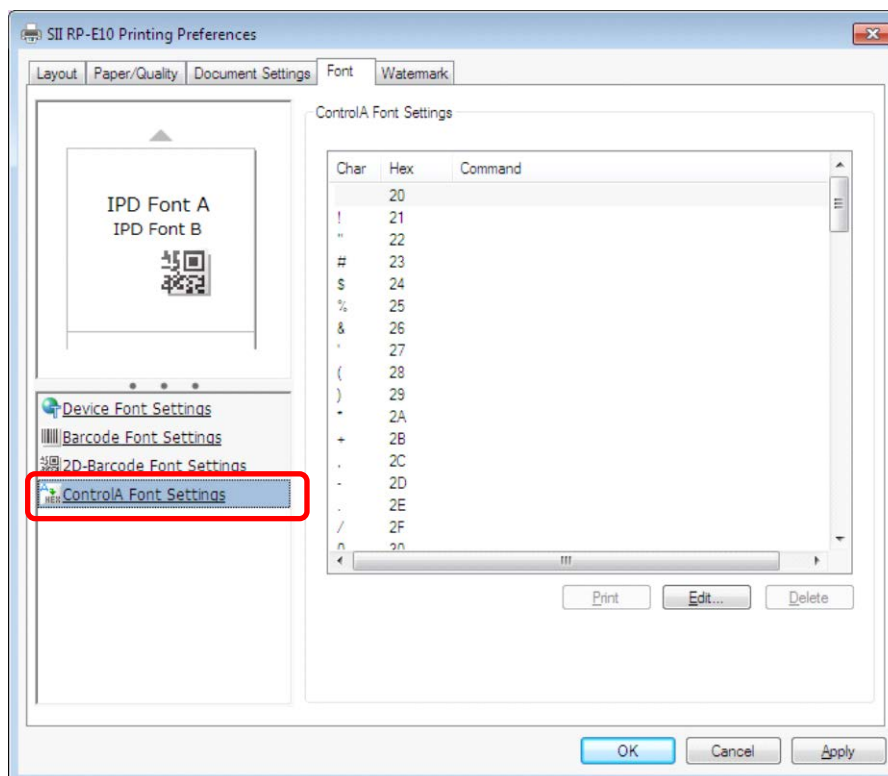 SII RP-E10 Printing Preferences
Layout Paper/Quality Document Settings Font Watermark
IPD Font A
IPD Font B
Device Font Settings
Barcode Font Settings
2D-Barcode Font Settings
HEX ControlA Font Settings
ControlA Font Settings
Char Hex Command
20
! 21
" 22
# 23
$ 24
% 25
& 26
' 27
( 28
) 29
* 2A
+ 2B
, 2C
- 2D
. 2E
/ 2F
0 30
Print Edit... Delete
OK Cancel Apply